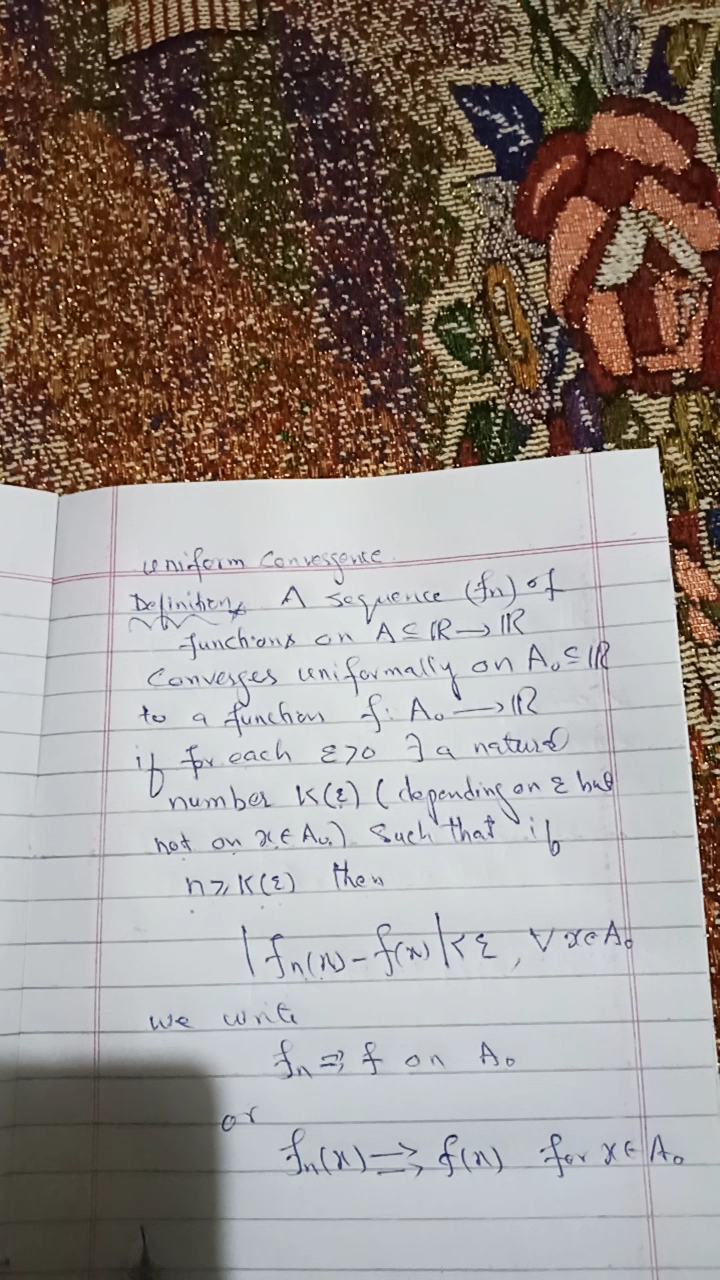 Uniform Convergence.
Definition: A sequence (fn) of
functions on A ⊆ ℝ → ℝ
Converges uniformally on A₀ ⊆ ℝ
to a function f: A₀ → ℝ
if for each ε>0 ∃ a natural
number K(ε) (depending on ε but
not on x ∈ A₀) Such that if
n ≥ K(ε) then
|fn(x) - f(x)| < ε, ∀ x ∈ A₀
we write
fn ⇉ f on A₀
or
fn(x) ⇉ f(x) for x ∈ A₀